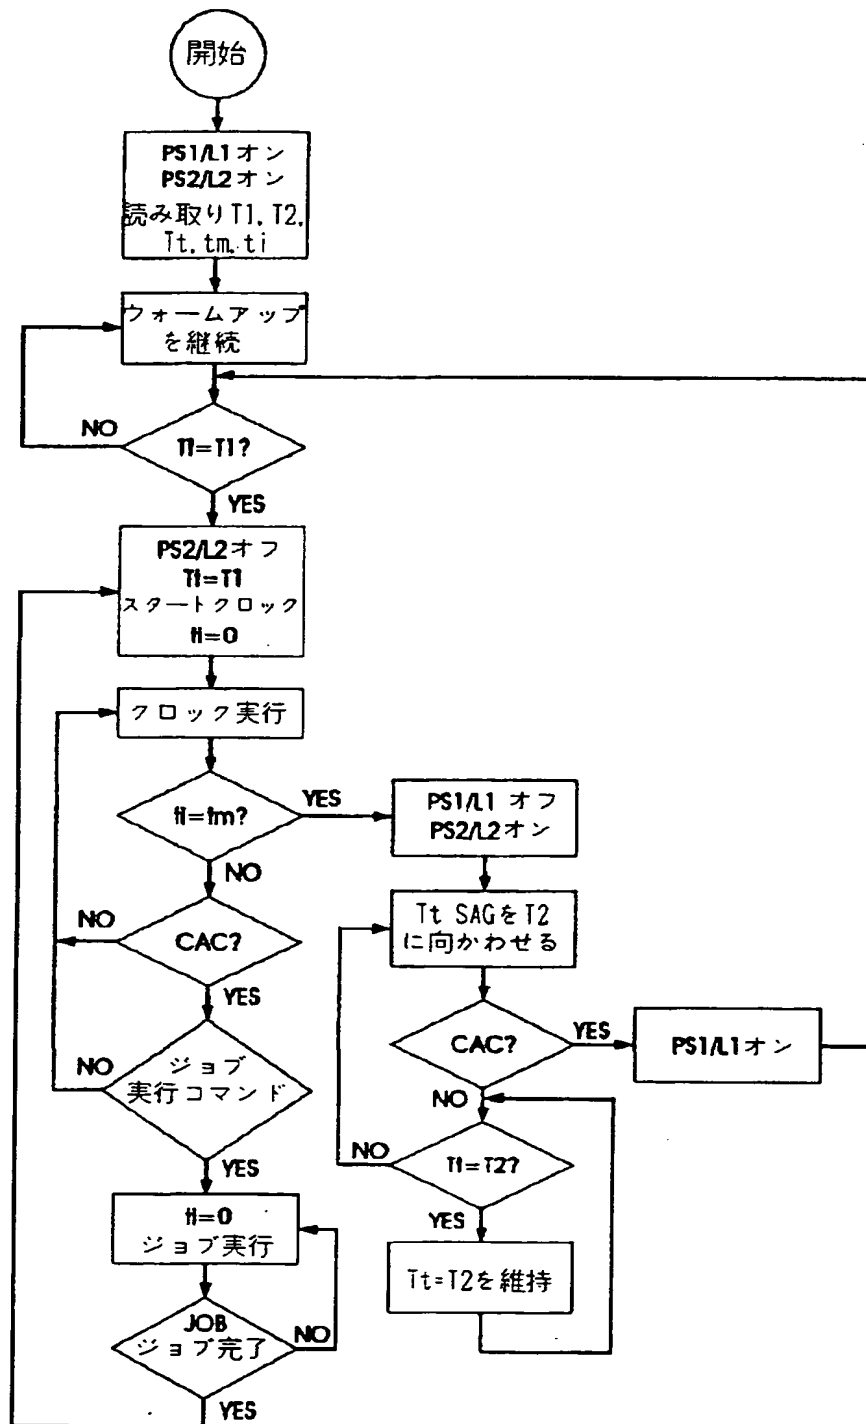 開始
PS1/L1オン
PS2/L2オン
読み取りT1, T2,
Tt, tm, ti
ウォームアップ
を継続
NO
Tt=T1?
YES
PS2/L2オフ
Tt=T1
スタートクロック
ti=0
クロック実行
ti=tm?
YES
NO
PS1/L1オフ
PS2/L2オン
Tt SAGをT2
に向かわせる
NO
CAC?
YES
CAC?
YES
PS1/L1オン
NO
NO
ジョブ
実行コマンド
YES
NO
Tt=T2?
YES
ti=0
ジョブ実行
Tt=T2を維持
JOB
ジョブ完了
NO
YES